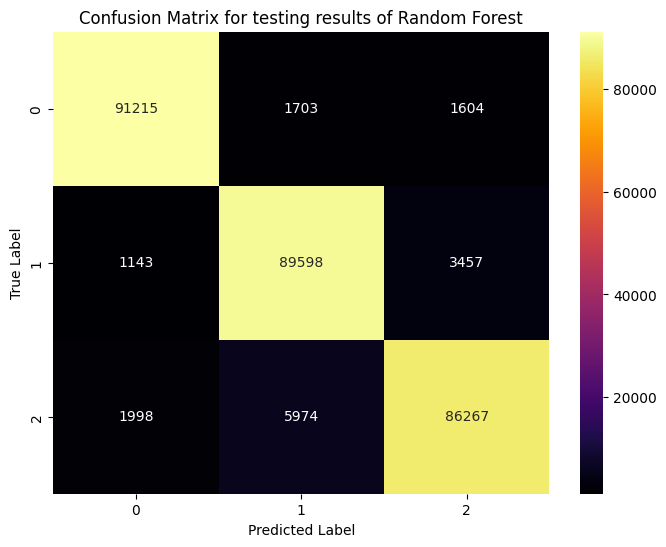 Confusion Matrix for testing results of Random Forest
0 91215 1703 1604
1 1143 89598 3457
2 1998 5974 86267
0 1 2
True Label
Predicted Label
80000
60000
40000
20000